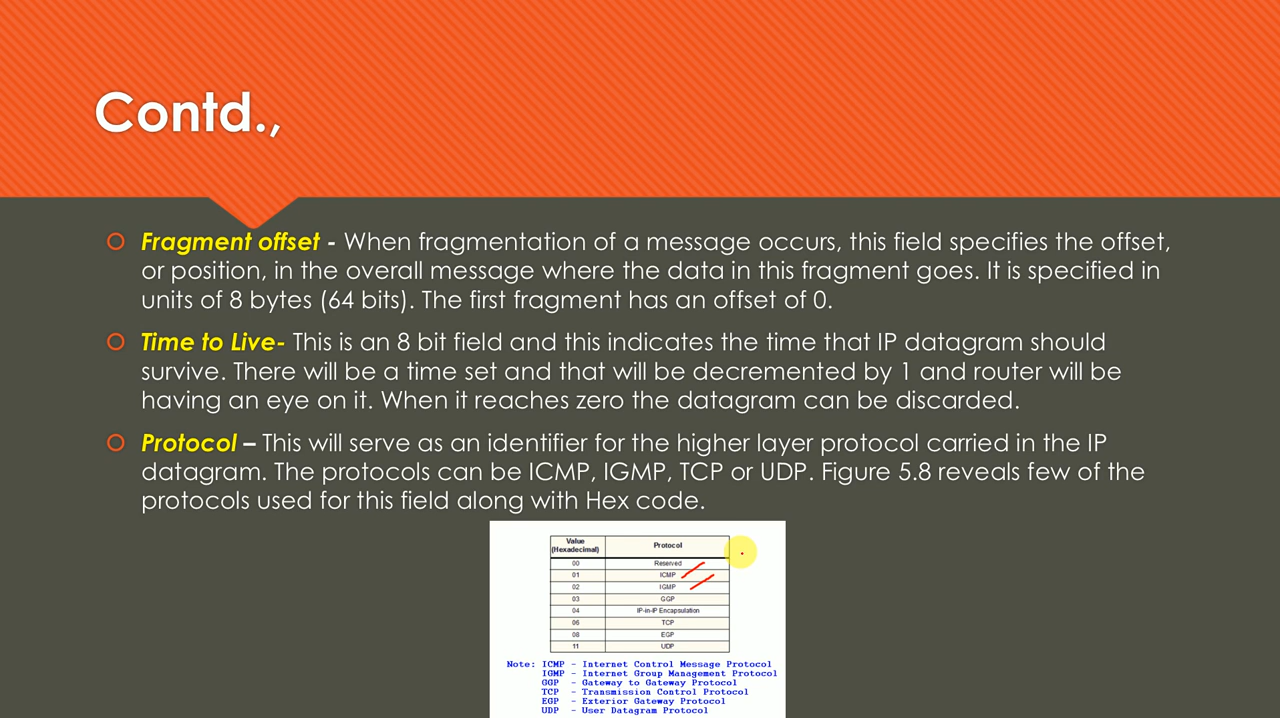 Contd.,
Fragment offset - When fragmentation of a message occurs, this field specifies the offset,
or position, in the overall message where the data in this fragment goes. It is specified in
units of 8 bytes (64 bits). The first fragment has an offset of 0.
Time to Live- This is an 8 bit field and this indicates the time that IP datagram should
survive. There will be a time set and that will be decremented by 1 and router will be
having an eye on it. When it reaches zero the datagram can be discarded.
Protocol – This will serve as an identifier for the higher layer protocol carried in the IP
datagram. The protocols can be ICMP, IGMP, TCP or UDP. Figure 5.8 reveals few of the
protocols used for this field along with Hex code.
Value
(Hexadecimal) Protocol
00 Reserved
01 ICMP
02 IGMP
03 GGP
04 IP-in-IP Encapsulation
06 TCP
08 EGP
11 UDP
Note: ICMP - Internet Control Message Protocol
IGMP - Internet Group Management Protocol
GGP - Gateway to Gateway Protocol
TCP - Transmission Control Protocol
EGP - Exterior Gateway Protocol
UDP - User Datagram Protocol